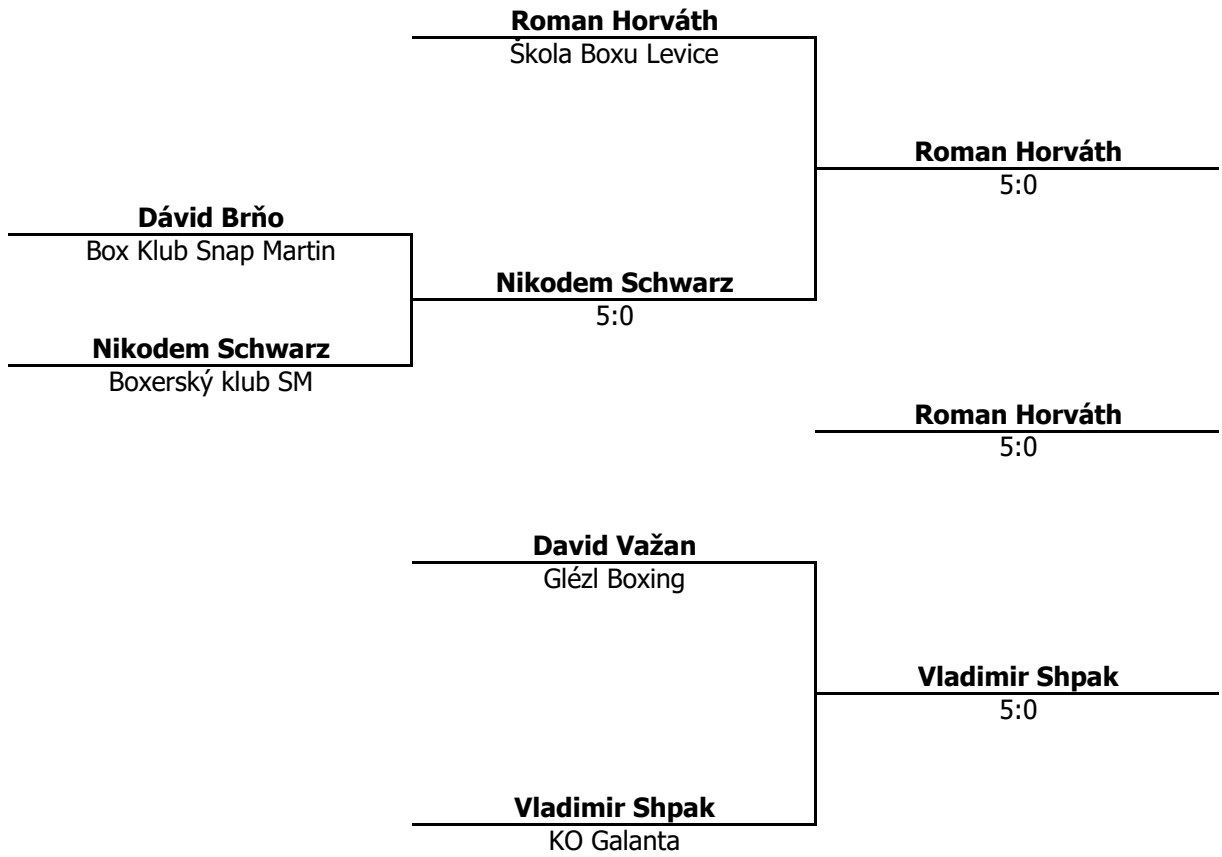 Roman Horváth
Škola Boxu Levice
Roman Horváth
5:0
Dávid Brňo
Box Klub Snap Martin
Nikodem Schwarz
5:0
Nikodem Schwarz
Boxerský klub SM
Roman Horváth
5:0
David Važan
Glézl Boxing
Vladimir Shpak
5:0
Vladimir Shpak
KO Galanta